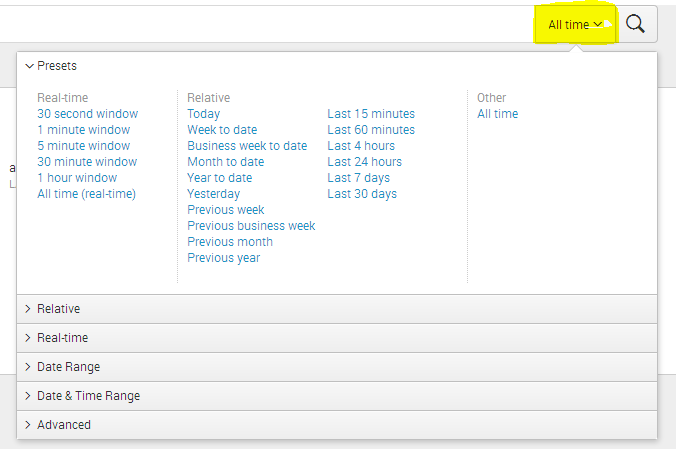 All time
Presets
Real-time
30 second window
1 minute window
5 minute window
30 minute window
1 hour window
All time (real-time)
Relative
Today
Week to date
Business week to date
Month to date
Year to date
Yesterday
Previous week
Previous business week
Previous month
Previous year
Last 15 minutes
Last 60 minutes
Last 4 hours
Last 24 hours
Last 7 days
Last 30 days
Other
All time
a
Relative
Real-time
Date Range
Date & Time Range
Advanced